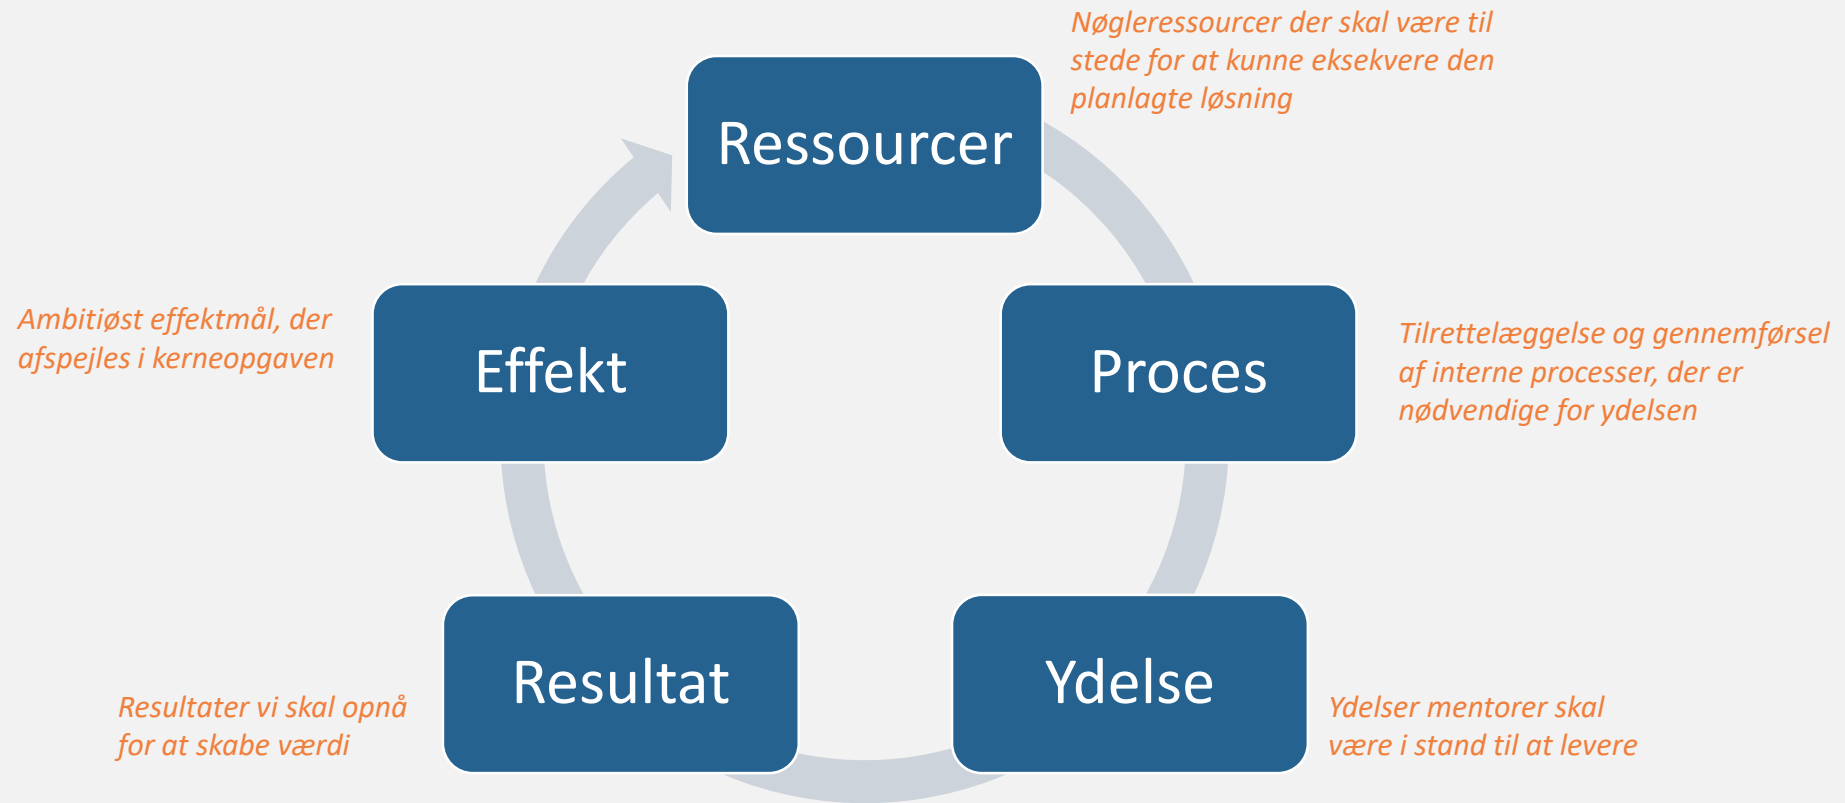 Nøgleressourcer der skal være til
stede for at kunne eksekvere den
planlagte løsning
Ressourcer
Ambitiøst effektmål, der
afspejles i kerneopgaven
Effekt
Proces
Tilrettelæggelse og gennemførsel
af interne processer, der er
nødvendige for ydelsen
Resultat
Ydelse
Resultater vi skal opnå
for at skabe værdi
Ydelser mentorer skal
være i stand til at levere